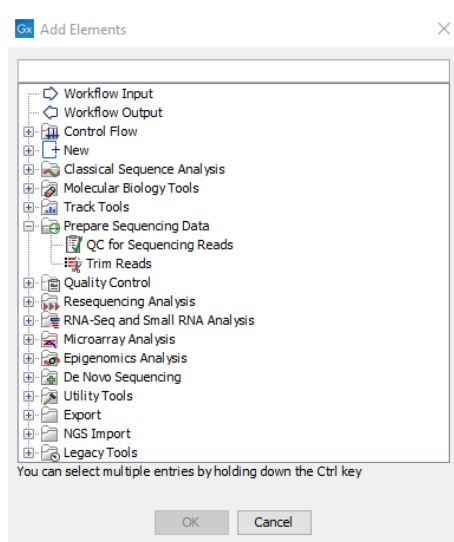 Gx Add Elements
Workflow Input
Workflow Output
Control Flow
New
Classical Sequence Analysis
Molecular Biology Tools
Track Tools
Prepare Sequencing Data
QC for Sequencing Reads
Trim Reads
Quality Control
Resequencing Analysis
RNA-Seq and Small RNA Analysis
Microarray Analysis
Epigenomics Analysis
De Novo Sequencing
Utility Tools
Export
NGS Import
Legacy Tools
You can select multiple entries by holding down the Ctrl key
OK Cancel